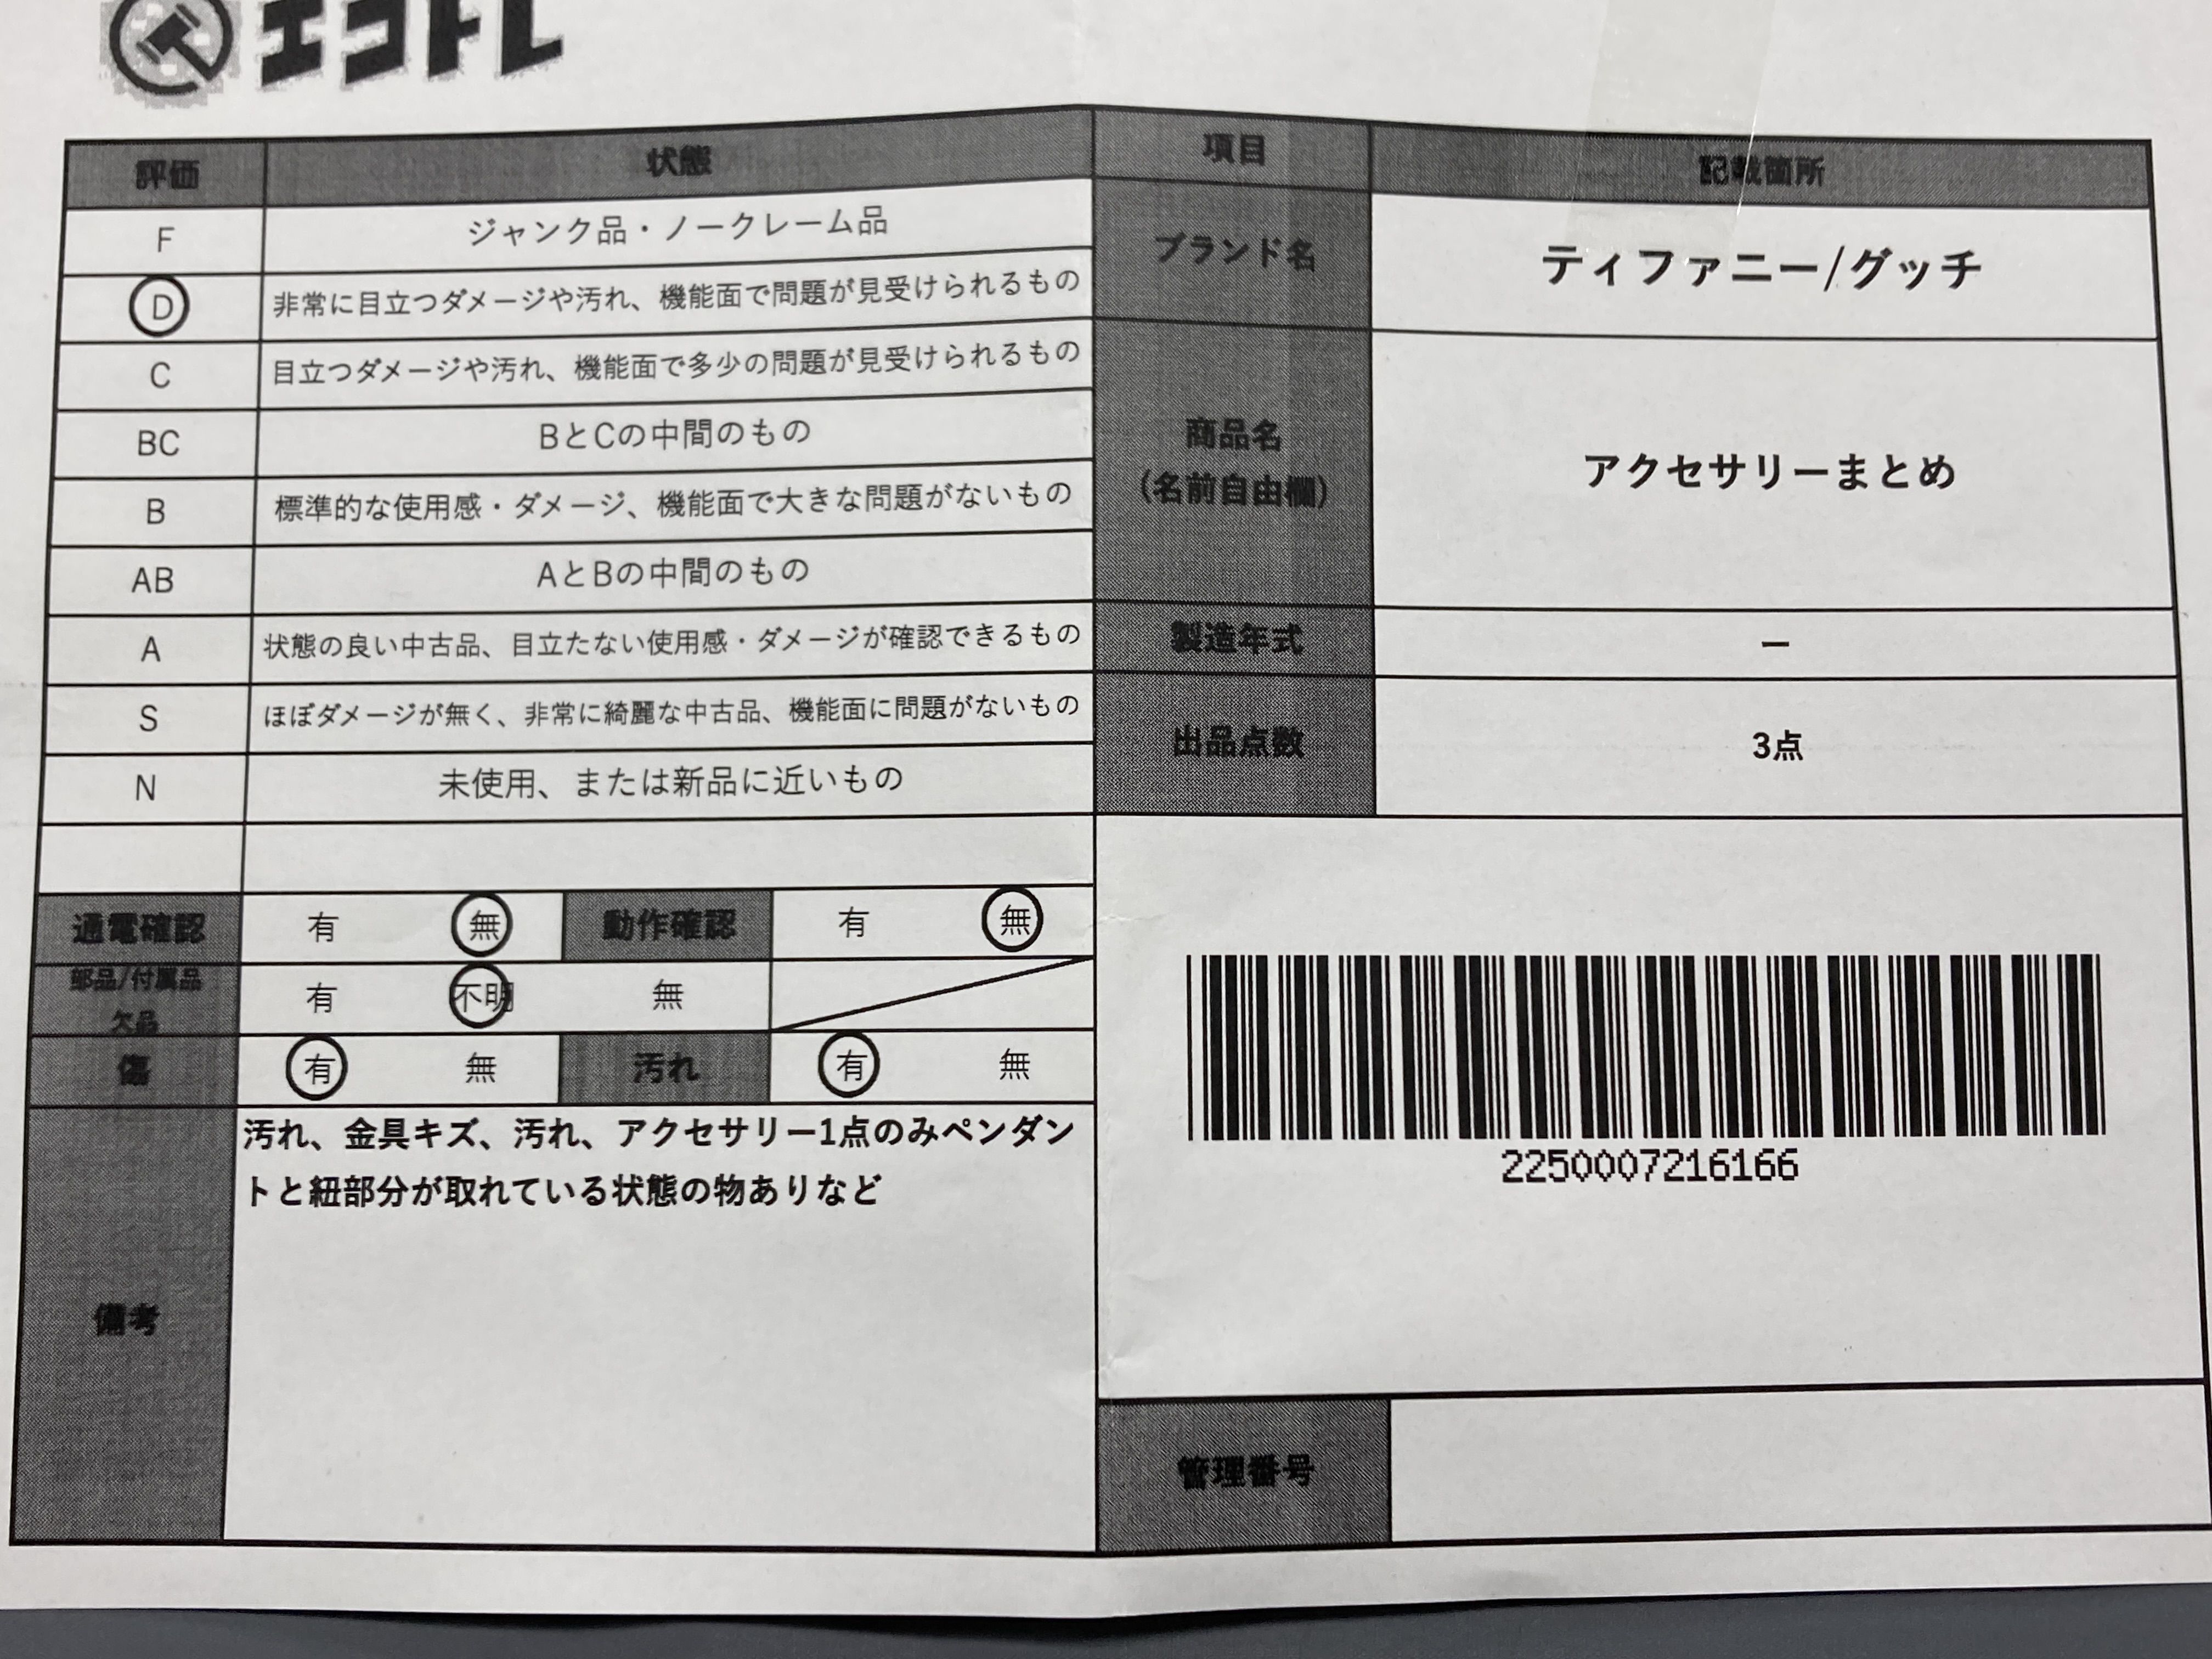 エコトレ
評価 状態
F ジャンク品・ノークレーム品
D 非常に目立つダメージや汚れ、機能面で問題が見受けられるもの
C 目立つダメージや汚れ、機能面で多少の問題が見受けられるもの
BC BとCの中間のもの
B 標準的な使用感・ダメージ、機能面で大きな問題がないもの
AB AとBの中間のもの
A 状態の良い中古品、目立たない使用感・ダメージが確認できるもの
S ほぼダメージが無く、非常に綺麗な中古品、機能面に問題がないもの
N 未使用、または新品に近いもの
通電確認 有 無 動作確認 有 無
部品/付属品
欠品
有 不明 無
傷 有 無 汚れ 有 無
備考
汚れ、金具キズ、汚れ、アクセサリー1点のみペンダン
トと紐部分が取れている状態の物ありなど
項目 記載箇所
ブランド名 ティファニー/グッチ
商品名
(名前自由欄)
アクセサリーまとめ
製造年式 ー
出品点数 3点
2250007216166
管理番号